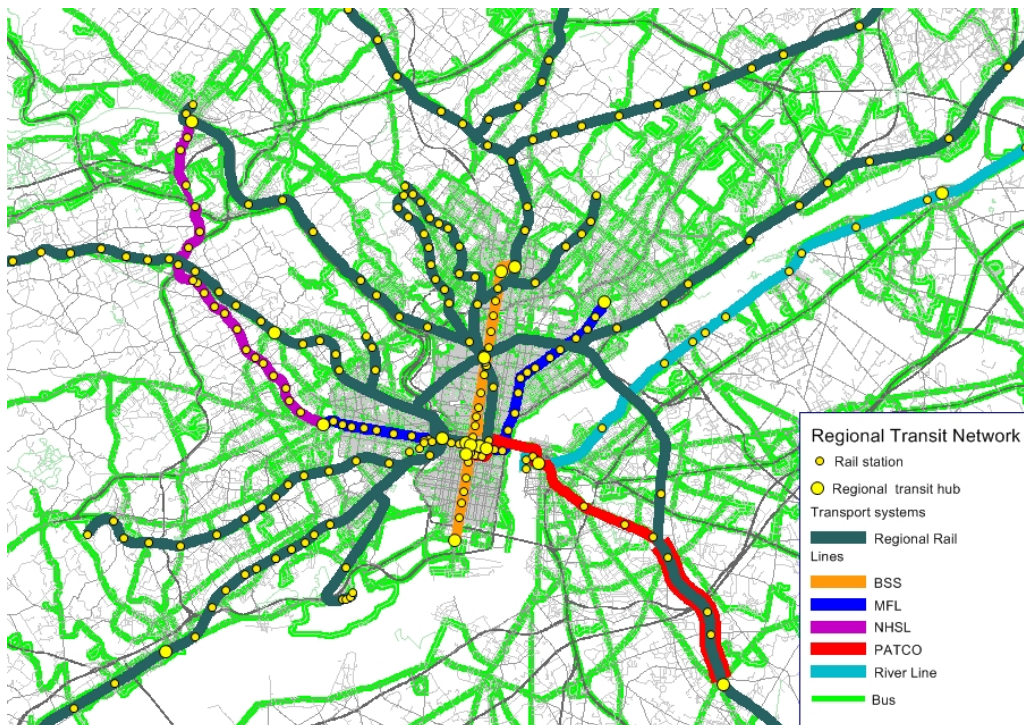 Regional Transit Network
Rail station
Regional transit hub
Transport systems
Regional Rail
Lines
BSS
MFL
NHSL
PATCO
River Line
Bus